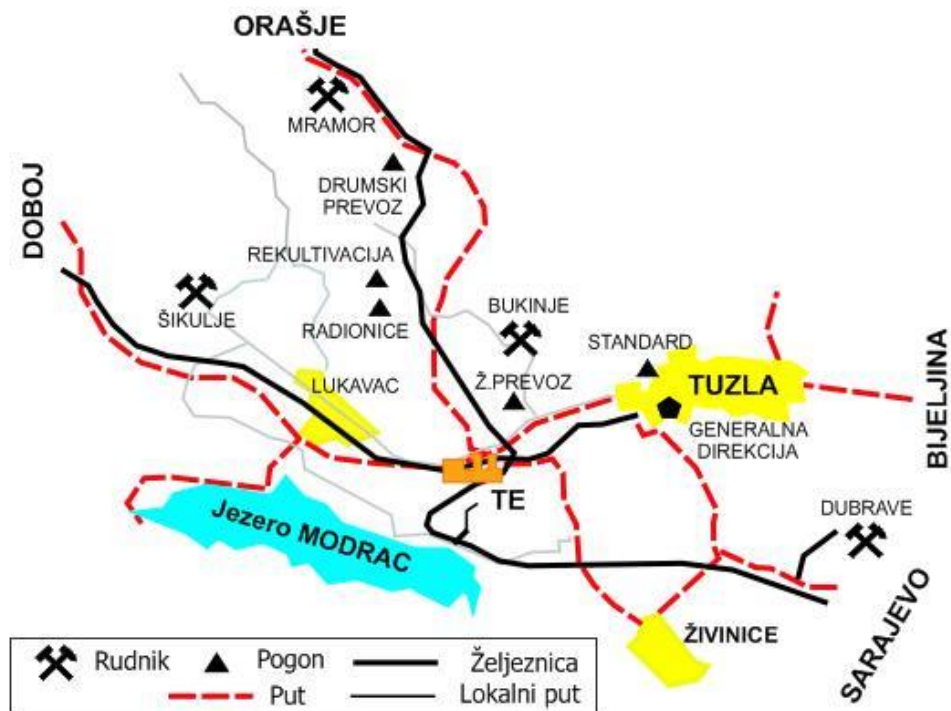 ORAŠJE
MRAMOR
DOBOJ
DRUMSKI
PREVOZ
REKULTIVACIJA
ŠIKULJE
RADIONICE
BUKINJE
STANDARD
LUKAVAC
Ž.PREVOZ
TUZLA
BIJELJINA
GENERALNA
DIREKCIJA
TE
Jezero MODRAC
DUBRAVE
SARAJEVO
ŽIVINICE
Rudnik
Pogon
Željeznica
Put
Lokalni put